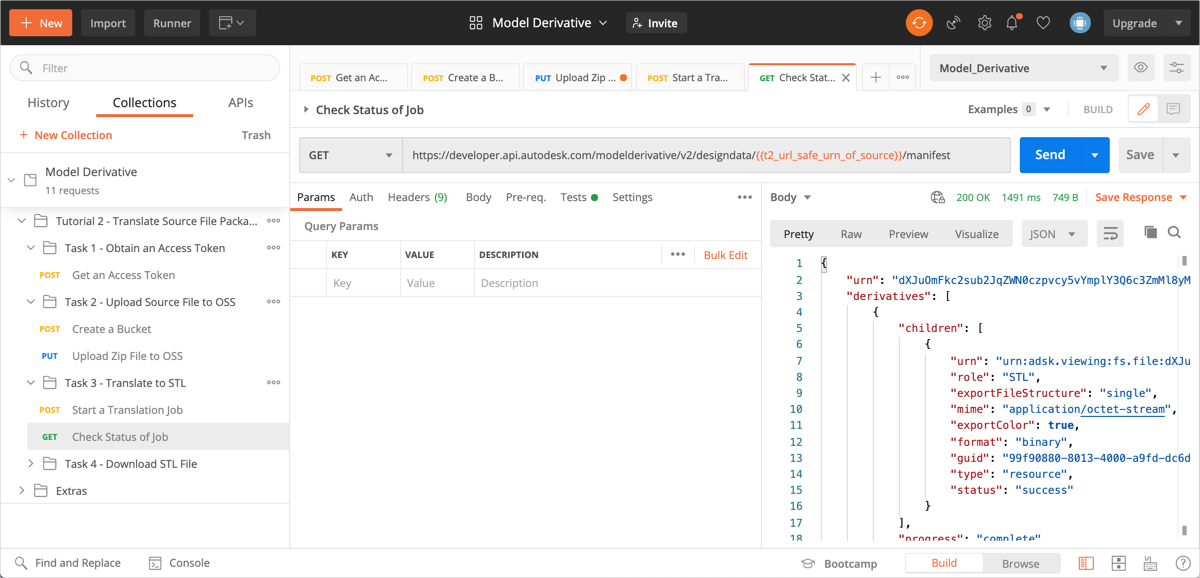 New
Import
Runner
Model Derivative
Invite
Upgrade
Filter
History
Collections
APIs
+ New Collection
Trash
Model Derivative
11 requests
Tutorial 2 - Translate Source File Packa...
Task 1 - Obtain an Access Token
POST Get an Access Token
Task 2 - Upload Source File to OSS
POST Create a Bucket
PUT Upload Zip File to OSS
Task 3 - Translate to STL
POST Start a Translation Job
GET Check Status of Job
Task 4 - Download STL File
Extras
POST Get an Ac...
POST Create a B...
PUT Upload Zip ...
POST Start a Tra...
GET Check Stat...
Model_Derivative
Check Status of Job
Examples 0
BUILD
GET
https://developer.api.autodesk.com/modelderivative/v2/designdata/{{t2_url_safe_urn_of_source}}/manifest
Send
Save
Params
Auth
Headers (9)
Body
Pre-req.
Tests
Settings
Query Params
KEY
VALUE
DESCRIPTION
Bulk Edit
Key
Value
Description
Body
200 OK
1491 ms
749 B
Save Response
Pretty
Raw
Preview
Visualize
JSON
1 {
2 "urn": "dXJuOmFkc2sub2JqZWN0czpvcy5vYmplY3Q6c3ZmMl8yM
3 "derivatives": [
4 {
5 "children": [
6 {
7 "urn": "urn:adsk.viewing:fs.file:dXJu
8 "role": "STL",
9 "exportFileStructure": "single",
10 "mime": "application/octet-stream",
11 "exportColor": true,
12 "format": "binary",
13 "guid": "99f90880-8013-4000-a9fd-dc6d
14 "type": "resource",
15 "status": "success"
16 }
17 ],
18 "progress": "complete"
Find and Replace
Console
Bootcamp
Build
Browse